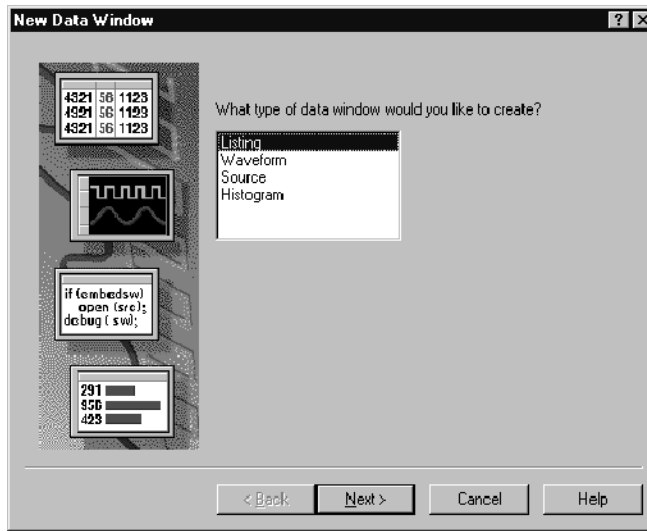 New Data Window
4321 56 1123
4321 56 1123
4321 56 1123
if (embedsw)
open (src);
debug ( sw);
291
956
423
What type of data window would you like to create?
Listing
Waveform
Source
Histogram
< Back
Next >
Cancel
Help